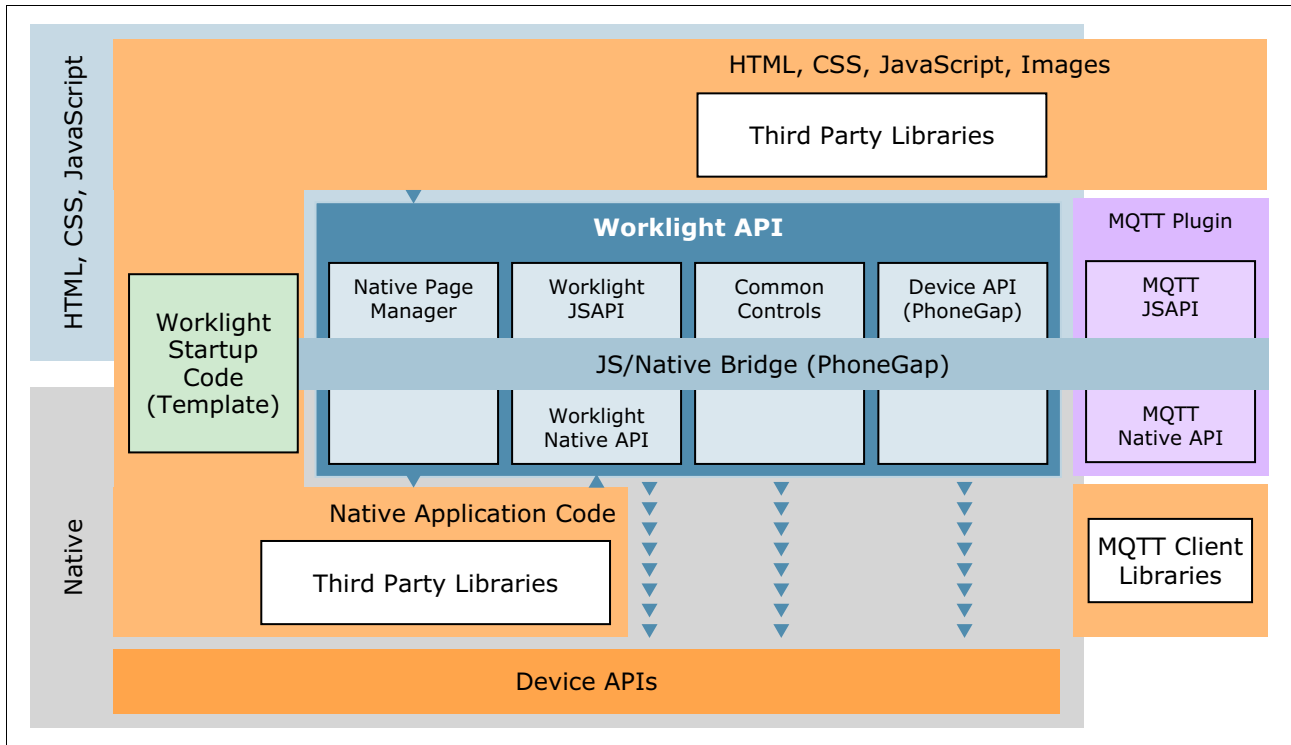 HTML, CSS, JavaScript
HTML, CSS, JavaScript, Images
Third Party Libraries
Worklight API
MQTT Plugin
Native Page
Manager
Worklight
JSAPI
Common
Controls
Device API
(PhoneGap)
MQTT
JSAPI
Worklight
Startup
Code
(Template)
JS/Native Bridge (PhoneGap)
Worklight
Native API
MQTT
Native API
Native
Native Application Code
Third Party Libraries
MQTT Client
Libraries
Device APIs